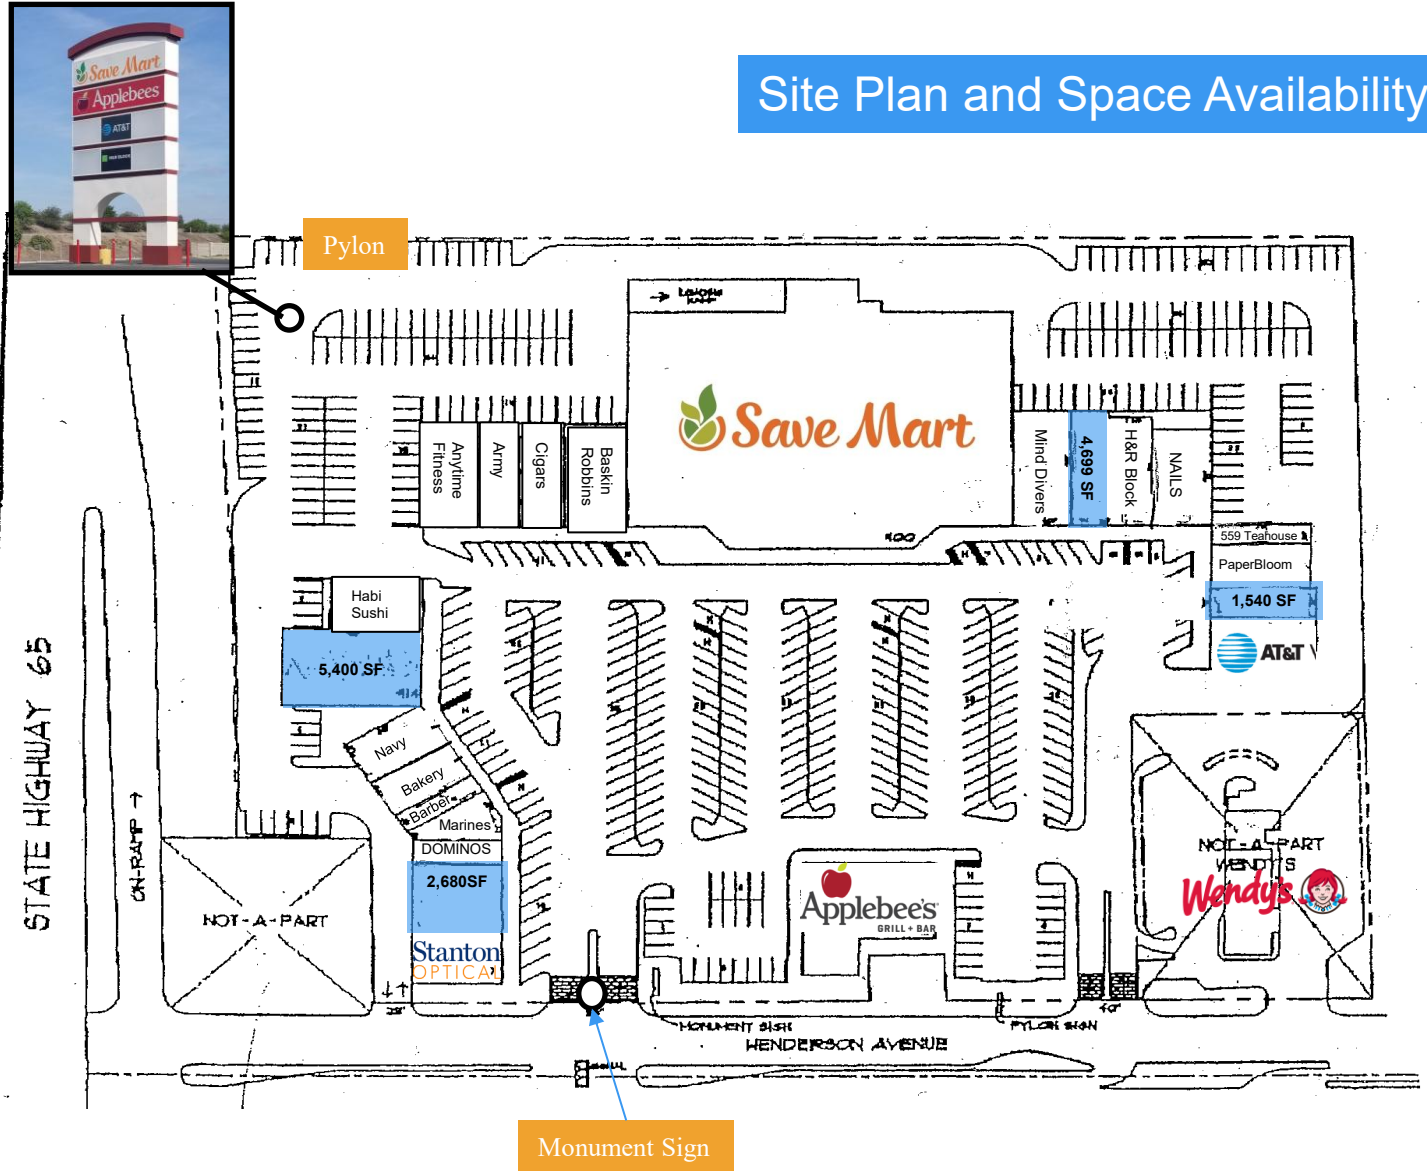 Save Mart
Applebees
AT&T
H&R BLOCK
Site Plan and Space Availability
Pylon
LOADING
RAMP
Save Mart
Anytime
Fitness
Army
Cigars
Baskin
Robbins
Mind Divers
4,699 SF
H&R Block
NAILS
559 Teahouse
PaperBloom
1,540 SF
AT&T
Habi
Sushi
5,400 SF
Navy
Bakery
Barber
Marines
DOMINOS
2,680SF
Stanton
OPTICAL
STATE HIGHWAY 65
ON-RAMP →
NOT-A-PART
Applebee's
GRILL + BAR
NOT-A-PART
WENDY'S
Wendy's
MONUMENT SIGN
PYLON SIGN
HENDERSON AVENUE
Monument Sign